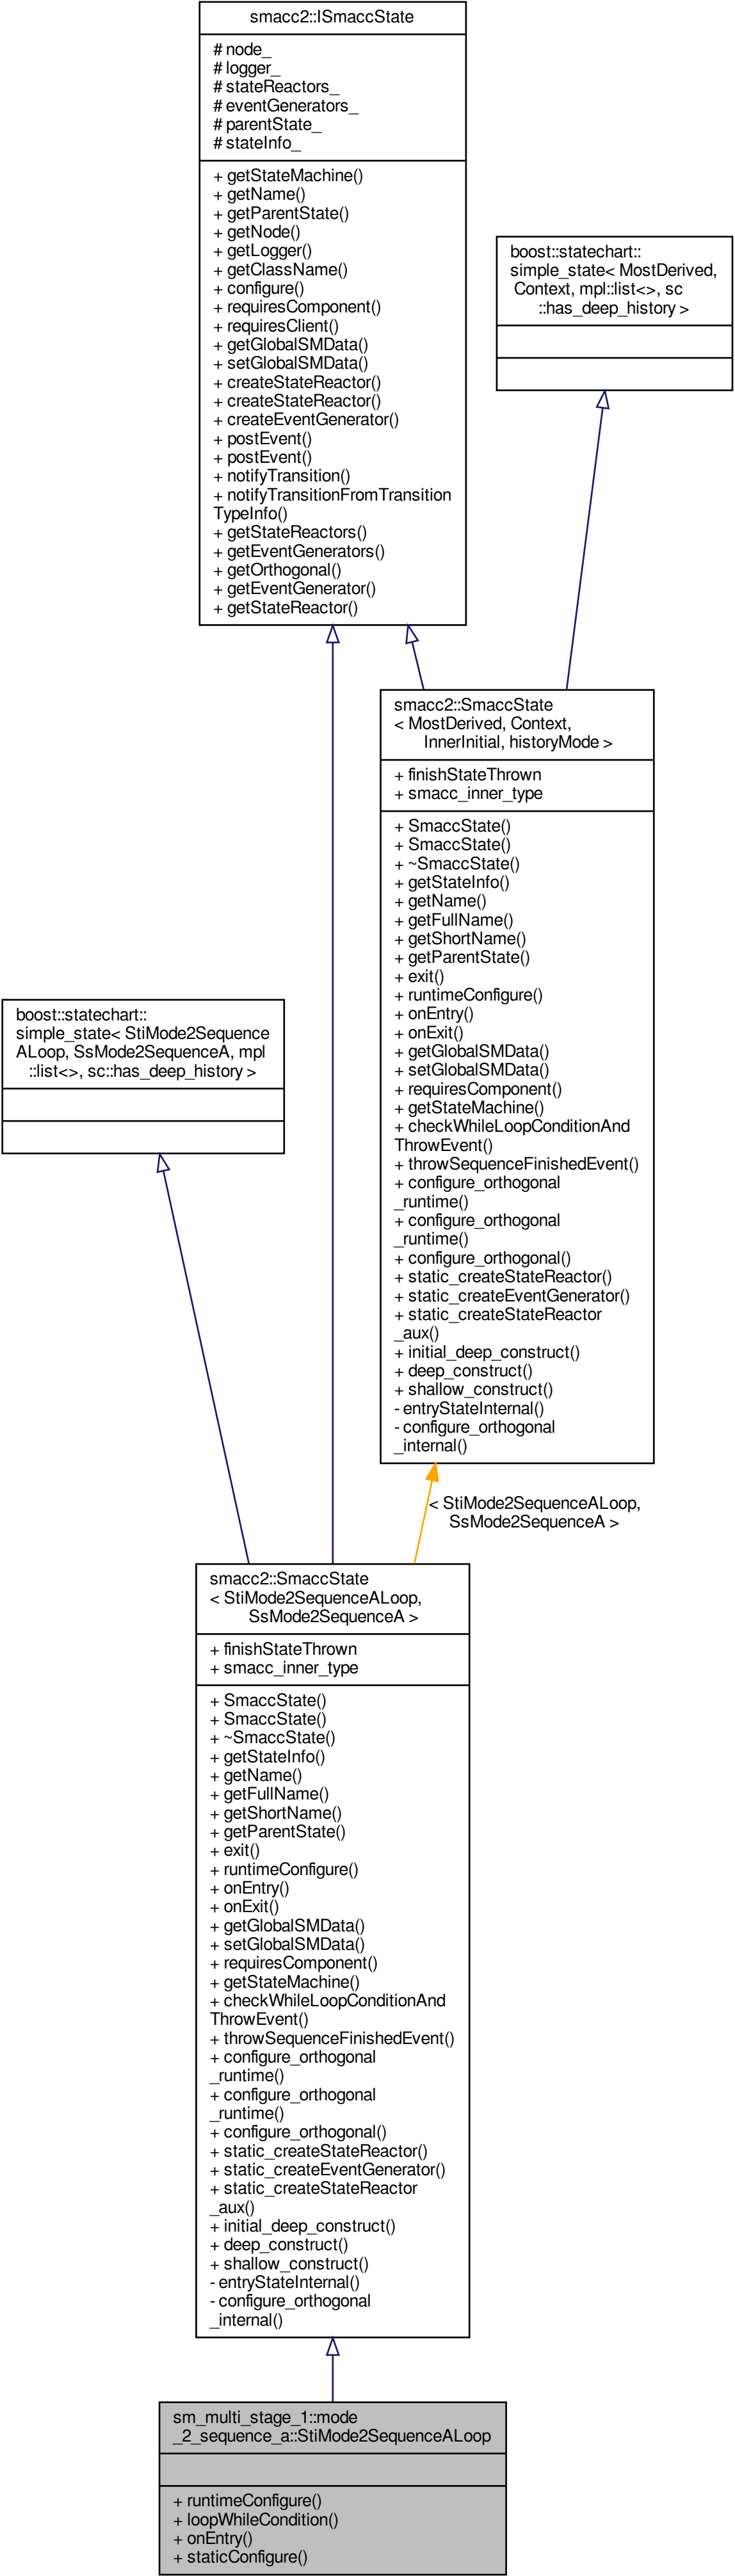 smacc2::ISmaccState
# node_
# logger_
# stateReactors_
# eventGenerators_
# parentState_
# stateInfo_
+ getStateMachine()
+ getName()
+ getParentState()
+ getNode()
+ getLogger()
+ getClassName()
+ configure()
+ requiresComponent()
+ requiresClient()
+ getGlobalSMData()
+ setGlobalSMData()
+ createStateReactor()
+ createStateReactor()
+ createEventGenerator()
+ postEvent()
+ postEvent()
+ notifyTransition()
+ notifyTransitionFromTransition
TypeInfo()
+ getStateReactors()
+ getEventGenerators()
+ getOrthogonal()
+ getEventGenerator()
+ getStateReactor()
boost::statechart::
simple_state< MostDerived,
Context, mpl::list<>, sc
::has_deep_history >
smacc2::SmaccState
< MostDerived, Context,
InnerInitial, historyMode >
+ finishStateThrown
+ smacc_inner_type
+ SmaccState()
+ SmaccState()
+ ~SmaccState()
+ getStateInfo()
+ getName()
+ getFullName()
+ getShortName()
+ getParentState()
+ exit()
+ runtimeConfigure()
+ onEntry()
+ onExit()
+ getGlobalSMData()
+ setGlobalSMData()
+ requiresComponent()
+ getStateMachine()
+ checkWhileLoopConditionAnd
ThrowEvent()
+ throwSequenceFinishedEvent()
+ configure_orthogonal
_runtime()
+ configure_orthogonal
_runtime()
+ configure_orthogonal()
+ static_createStateReactor()
+ static_createEventGenerator()
+ static_createStateReactor
_aux()
+ initial_deep_construct()
+ deep_construct()
+ shallow_construct()
- entryStateInternal()
- configure_orthogonal
_internal()
boost::statechart::
simple_state< StiMode2Sequence
ALoop, SsMode2SequenceA, mpl
::list<>, sc::has_deep_history >
< StiMode2SequenceALoop,
SsMode2SequenceA >
smacc2::SmaccState
< StiMode2SequenceALoop,
SsMode2SequenceA >
+ finishStateThrown
+ smacc_inner_type
+ SmaccState()
+ SmaccState()
+ ~SmaccState()
+ getStateInfo()
+ getName()
+ getFullName()
+ getShortName()
+ getParentState()
+ exit()
+ runtimeConfigure()
+ onEntry()
+ onExit()
+ getGlobalSMData()
+ setGlobalSMData()
+ requiresComponent()
+ getStateMachine()
+ checkWhileLoopConditionAnd
ThrowEvent()
+ throwSequenceFinishedEvent()
+ configure_orthogonal
_runtime()
+ configure_orthogonal
_runtime()
+ configure_orthogonal()
+ static_createStateReactor()
+ static_createEventGenerator()
+ static_createStateReactor
_aux()
+ initial_deep_construct()
+ deep_construct()
+ shallow_construct()
- entryStateInternal()
- configure_orthogonal
_internal()
sm_multi_stage_1::mode
_2_sequence_a::StiMode2SequenceALoop
+ runtimeConfigure()
+ loopWhileCondition()
+ onEntry()
+ staticConfigure()